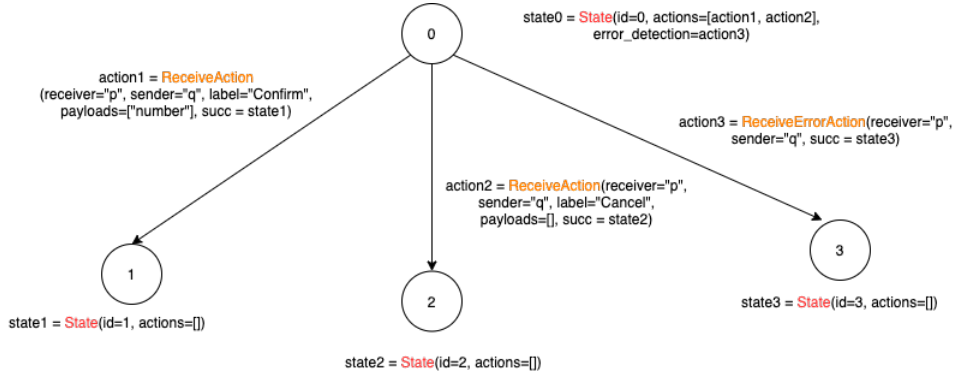 0
state0 = State(id=0, actions=[action1, action2],
error_detection=action3)
action1 = ReceiveAction
(receiver="p", sender="q", label="Confirm",
payloads=["number"], succ = state1)
action3 = ReceiveErrorAction(receiver="p",
sender="q", succ = state3)
action2 = ReceiveAction(receiver="p",
sender="q", label="Cancel",
payloads=[], succ = state2)
1
2
3
state1 = State(id=1, actions=[])
state3 = State(id=3, actions=[])
state2 = State(id=2, actions=[])